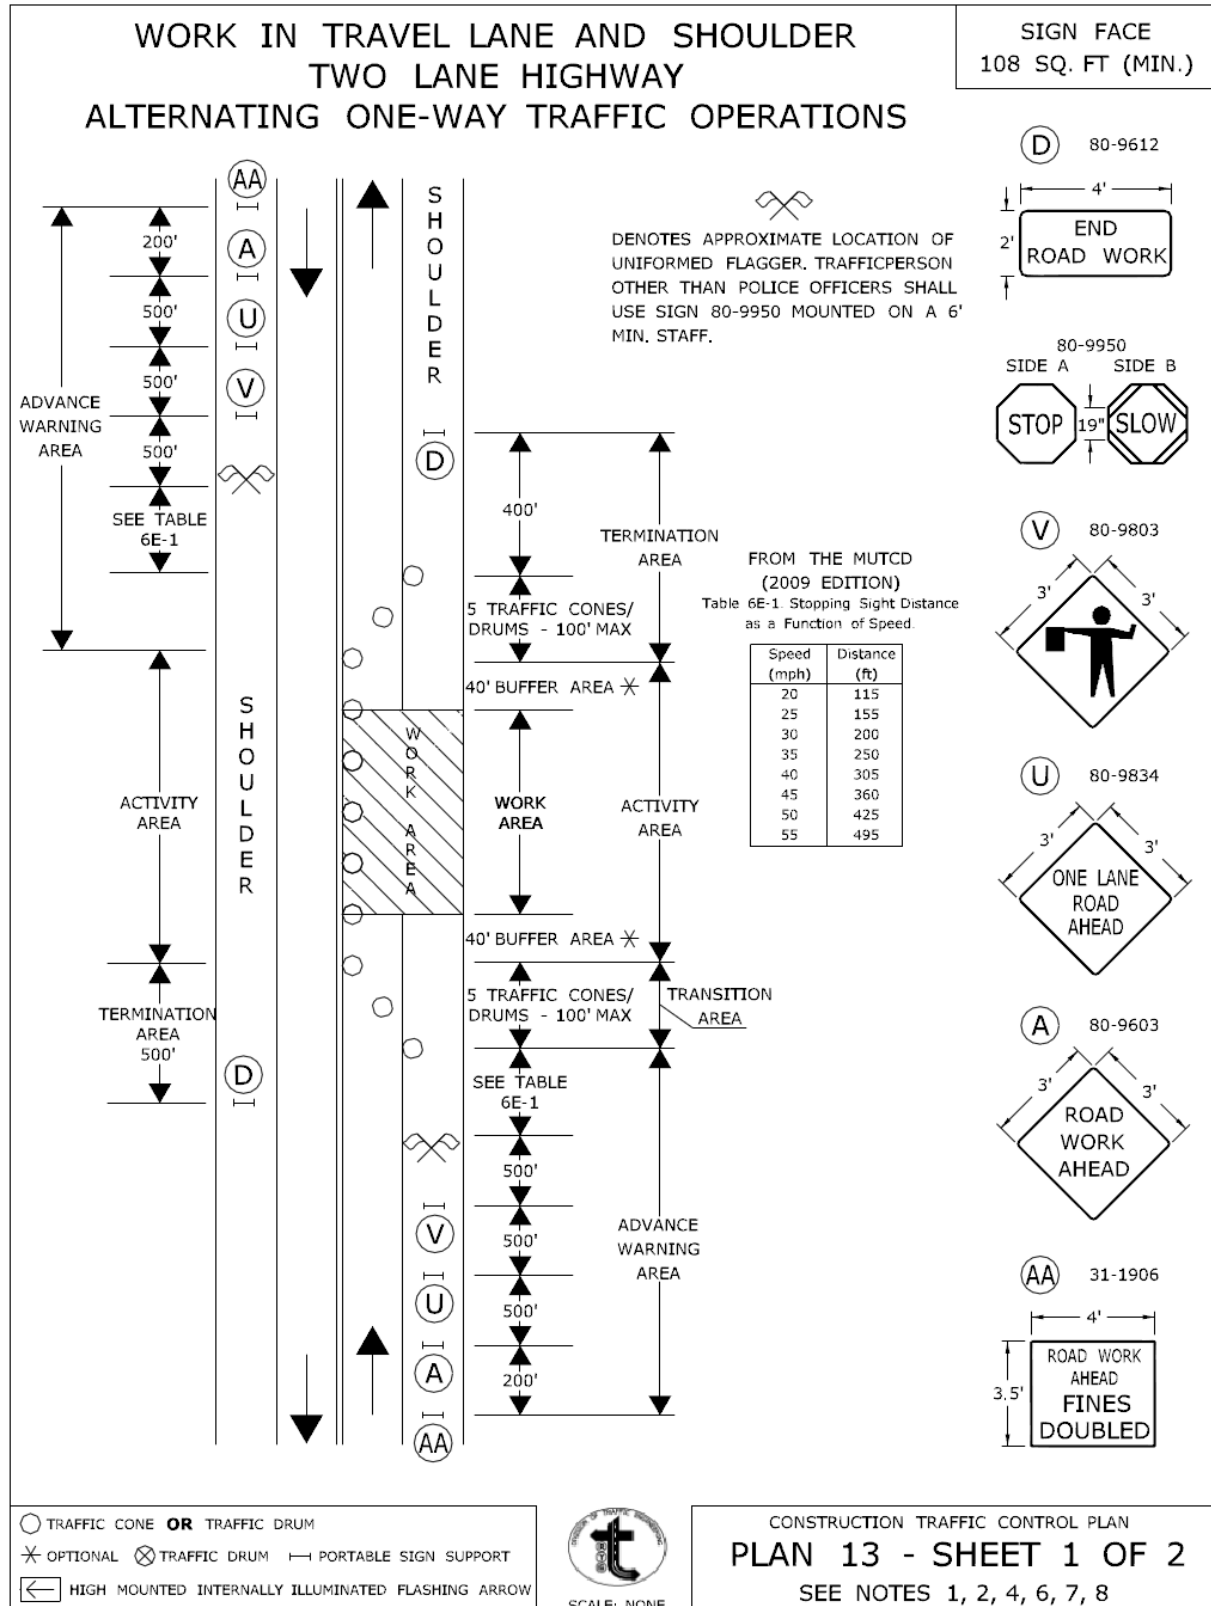 WORK IN TRAVEL LANE AND SHOULDER
TWO LANE HIGHWAY
ALTERNATING ONE-WAY TRAFFIC OPERATIONS
SIGN FACE
108 SQ. FT (MIN.)
AA
A
U
V
200'
500'
500'
500'
SEE TABLE
6E-1
ADVANCE
WARNING
AREA
SHOULDER
ACTIVITY
AREA
TERMINATION
AREA
500'
D
SHOULDER
D
400'
TERMINATION
AREA
5 TRAFFIC CONES/
DRUMS - 100' MAX
40' BUFFER AREA *
WORK AREA
WORK
AREA
ACTIVITY
AREA
40' BUFFER AREA *
5 TRAFFIC CONES/
DRUMS - 100' MAX
TRANSITION
AREA
SEE TABLE
6E-1
500'
500'
500'
200'
V
U
A
AA
ADVANCE
WARNING
AREA
DENOTES APPROXIMATE LOCATION OF
UNIFORMED FLAGGER. TRAFFICPERSON
OTHER THAN POLICE OFFICERS SHALL
USE SIGN 80-9950 MOUNTED ON A 6'
MIN. STAFF.
FROM THE MUTCD
(2009 EDITION)
Table 6E-1. Stopping Sight Distance
as a Function of Speed.
Speed Distance
(mph) (ft)
20 115
25 155
30 200
35 250
40 305
45 360
50 425
55 495
D 80-9612
4'
2'
END
ROAD WORK
80-9950
SIDE A SIDE B
STOP 19" SLOW
V 80-9803
3' 3'
U 80-9834
3' 3'
ONE LANE
ROAD
AHEAD
A 80-9603
3' 3'
ROAD
WORK
AHEAD
AA 31-1906
4'
3.5'
ROAD WORK
AHEAD
FINES
DOUBLED
TRAFFIC CONE OR TRAFFIC DRUM
* OPTIONAL TRAFFIC DRUM PORTABLE SIGN SUPPORT
HIGH MOUNTED INTERNALLY ILLUMINATED FLASHING ARROW
DIVISION OF TRAFFIC ENGINEERING
SCALE: NONE
CONSTRUCTION TRAFFIC CONTROL PLAN
PLAN 13 - SHEET 1 OF 2
SEE NOTES 1, 2, 4, 6, 7, 8